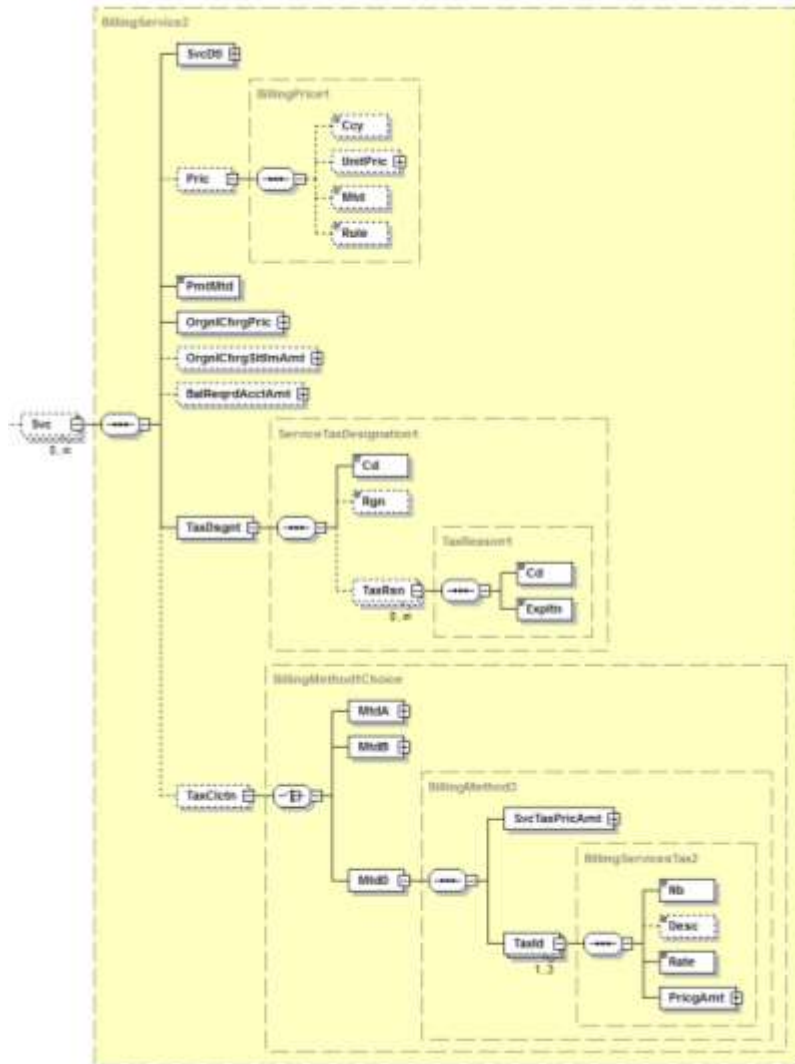 BillingService2
SvcDtl
BillingPrice1
Ccy
UnitPric
Pric
Mtd
Rule
PmtMtd
OrgnlChrgPric
OrgnlChrgSttlmAmt
BalReqrdAcctAmt
Svc
0..∞
ServiceTaxDesignation1
Cd
Rgn
TaxDsgnt
TaxReason1
Cd
TaxRsn
0..∞
Expltn
BillingMethod1Choice
MtdA
MtdB
BillingMethod3
TaxClctn
SvcTaxPricAmt
BillingServicesTax2
MtdD
Nb
Desc
TaxId
1..3
Rate
PricgAmt